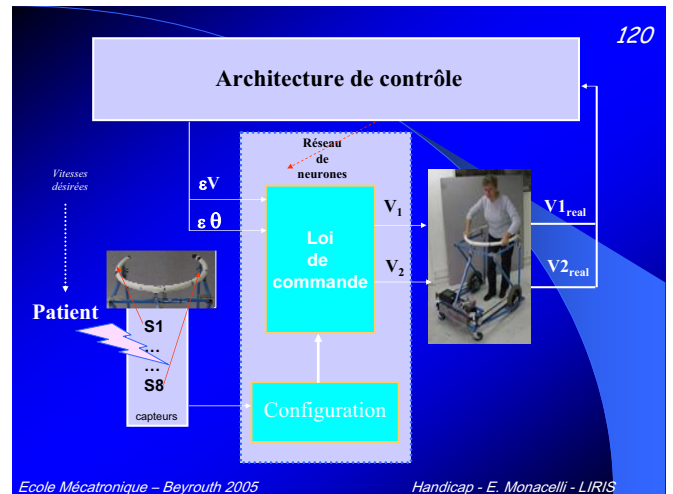 120
Architecture de contrôle
Réseau
de
neurones
Vitesses
désirées
εV
ε θ
V1
V2
V1real
V2real
Loi
de
commande
Patient
S1
...
...
S8
capteurs
Configuration
Ecole Mécatronique – Beyrouth 2005
Handicap - E. Monacelli - LIRIS